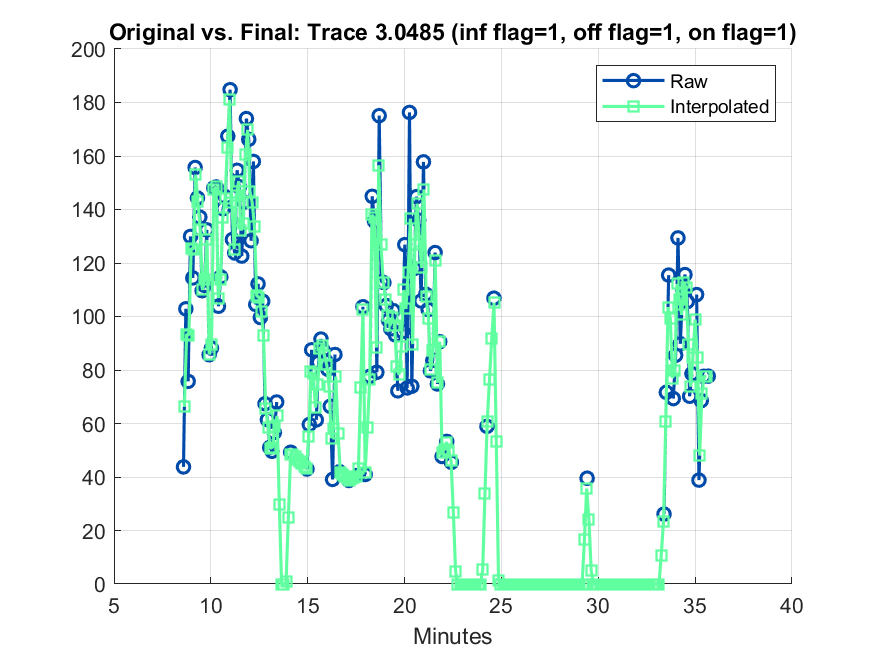 Original vs. Final: Trace 3.0485 (inf flag=1, off flag=1, on flag=1)
200
180
160
140
120
100
80
60
40
20
0
Raw
Interpolated
5 10 15 20 25 30 35 40
Minutes